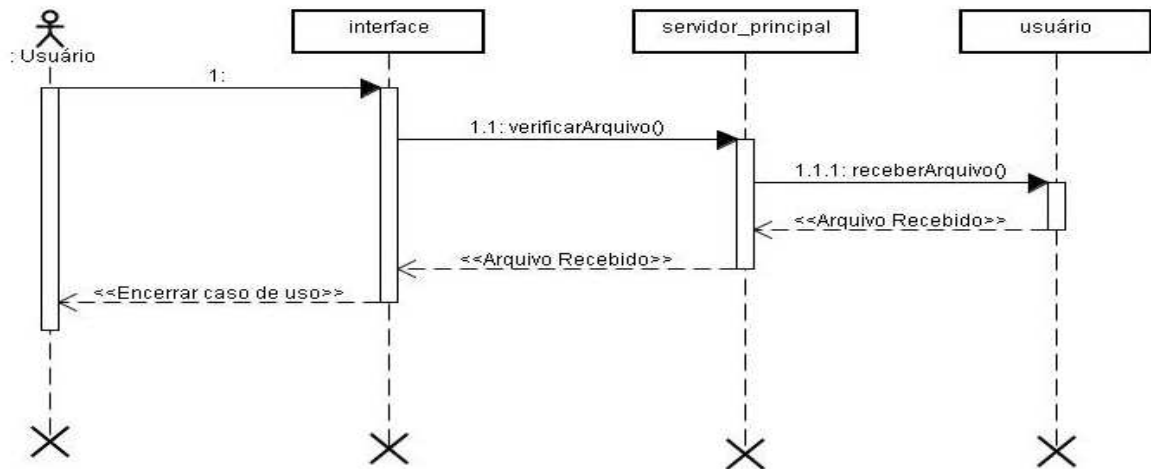 interface
servidor_principal
usuário
: Usuário
1:
1.1: verificarArquivo()
1.1.1: receberArquivo()
<<Arquivo Recebido>>
<<Arquivo Recebido>>
<<Encerrar caso de uso>>